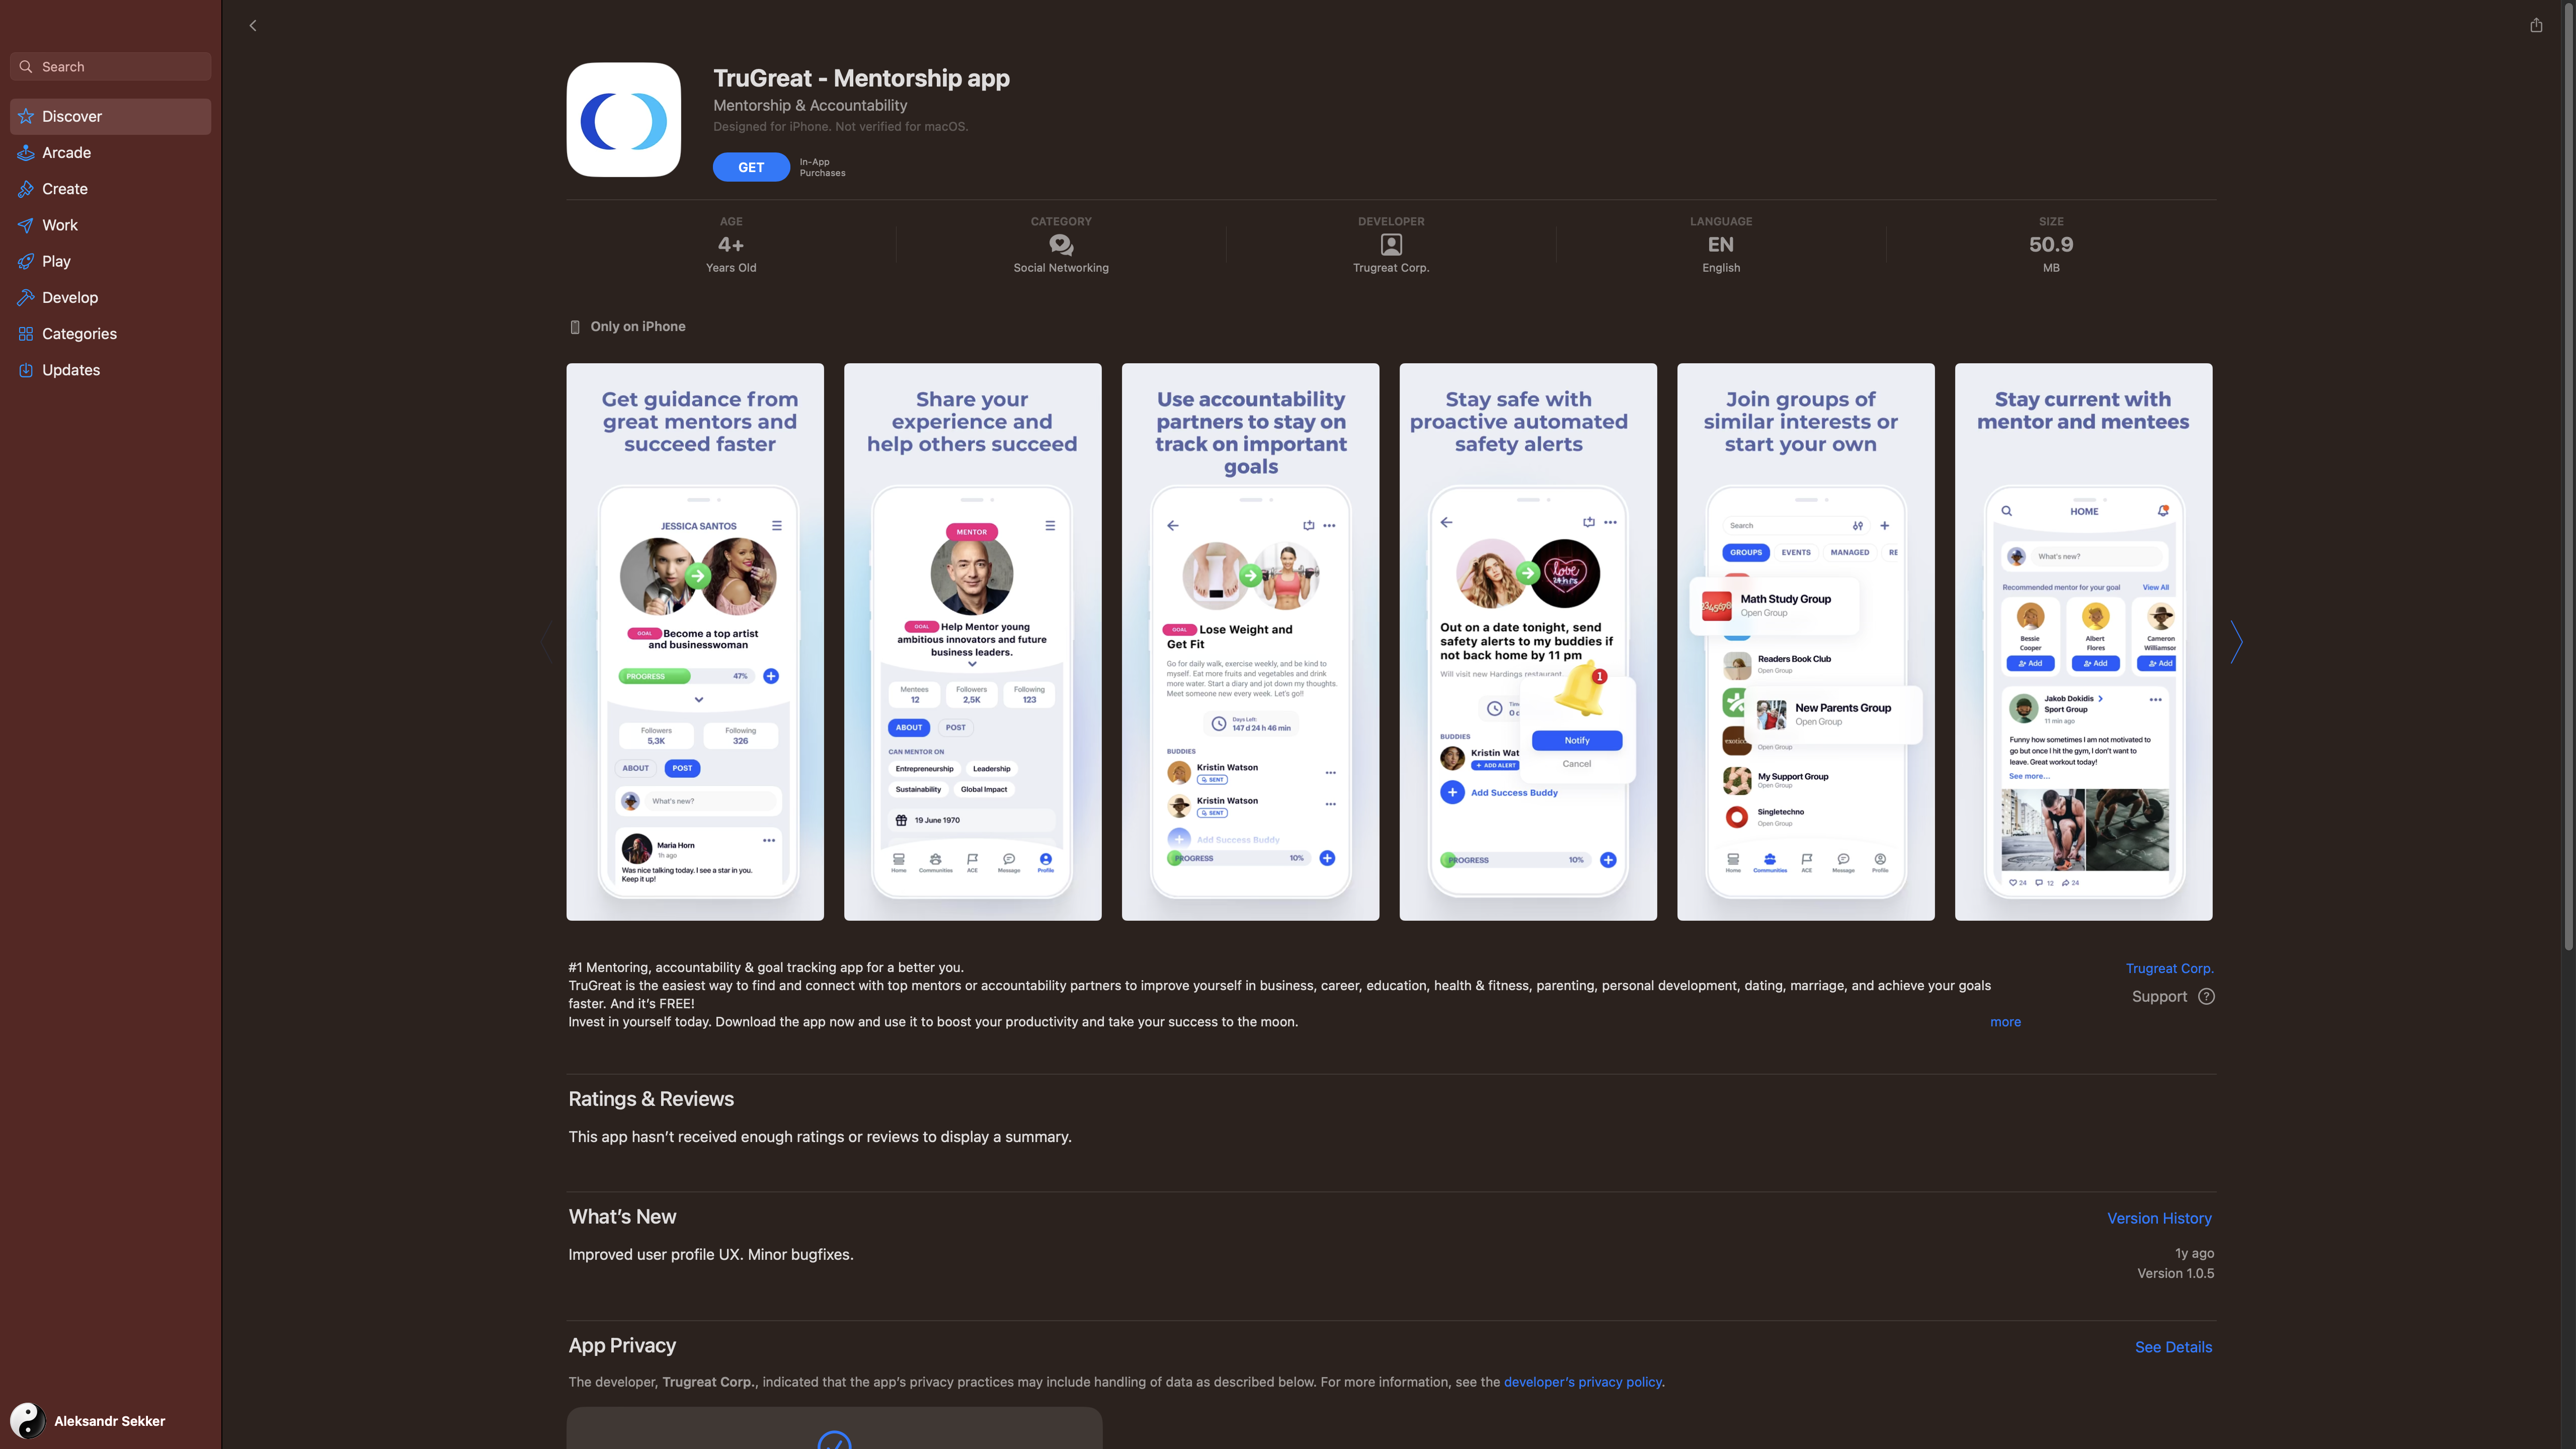 Search
Discover
Arcade
Create
Work
Play
Develop
Categories
Updates
Aleksandr Sekker
TruGreat - Mentorship app
Mentorship & Accountability
Designed for iPhone. Not verified for macOS.
GET
In-App
Purchases
AGE
4+
Years Old
CATEGORY
Social Networking
DEVELOPER
Trugreat Corp.
LANGUAGE
EN
English
SIZE
50.9
MB
Only on iPhone
Get guidance from
great mentors and
succeed faster
JESSICA SANTOS
GOAL Become a top artist
and businesswoman
PROGRESS 47%
Followers
5,3K
Following
326
ABOUT POST
What's new?
Maria Horn
1h ago
Was nice talking today. I see a star in you.
Keep it up!
Share your
experience and
help others succeed
MENTOR
GOAL Help Mentor young
ambitious innovators and future
business leaders.
Mentees
12
Followers
2,5K
Following
123
ABOUT POST
CAN MENTOR ON
Entrepreneurship Leadership
Sustainability Global Impact
19 June 1970
Home Communities ACE Message Profile
Use accountability
partners to stay on
track on important
goals
GOAL Lose Weight and
Get Fit
Go for daily walk, exercise weekly, and be kind to
myself. Eat more fruits and vegetables and drink
more water. Start a diary and jot down my thoughts.
Meet someone new every week. Let's go!!
Days Left:
147 d 24 h 46 min
BUDDIES
Kristin Watson
SENT
Kristin Watson
SENT
Add Success Buddy
PROGRESS 10%
Stay safe with
proactive automated
safety alerts
love
24hrs
Out on a date tonight, send
safety alerts to my buddies if
not back home by 11 pm
Will visit new Hardings restaurant
1
Notify
Cancel
BUDDIES
Kristin Wat
+ ADD ALERT
Add Success Buddy
PROGRESS 10%
Join groups of
similar interests or
start your own
Search
GROUPS EVENTS MANAGED RE
Math Study Group
Open Group
Readers Book Club
Open Group
New Parents Group
Open Group
Open Group
My Support Group
Open Group
Singletechno
Open Group
Home Communities ACE Message Profile
Stay current with
mentor and mentees
HOME
What's new?
Recommended mentor for your goal View All
Bessie
Cooper
Add
Albert
Flores
Add
Cameron
Williamson
Add
Jakob Dokidis
Sport Group
11 min ago
Funny how sometimes I am not motivated to
go but once I hit the gym, I don't want to
leave. Great workout today!
See more...
24 12 24
#1 Mentoring, accountability & goal tracking app for a better you.
TruGreat is the easiest way to find and connect with top mentors or accountability partners to improve yourself in business, career, education, health & fitness, parenting, personal development, dating, marriage, and achieve your goals
faster. And it's FREE!
Invest in yourself today. Download the app now and use it to boost your productivity and take your success to the moon.
more
Trugreat Corp.
Support
Ratings & Reviews
This app hasn't received enough ratings or reviews to display a summary.
What's New
Version History
Improved user profile UX. Minor bugfixes.
1y ago
Version 1.0.5
App Privacy
See Details
The developer, Trugreat Corp., indicated that the app's privacy practices may include handling of data as described below. For more information, see the developer's privacy policy.